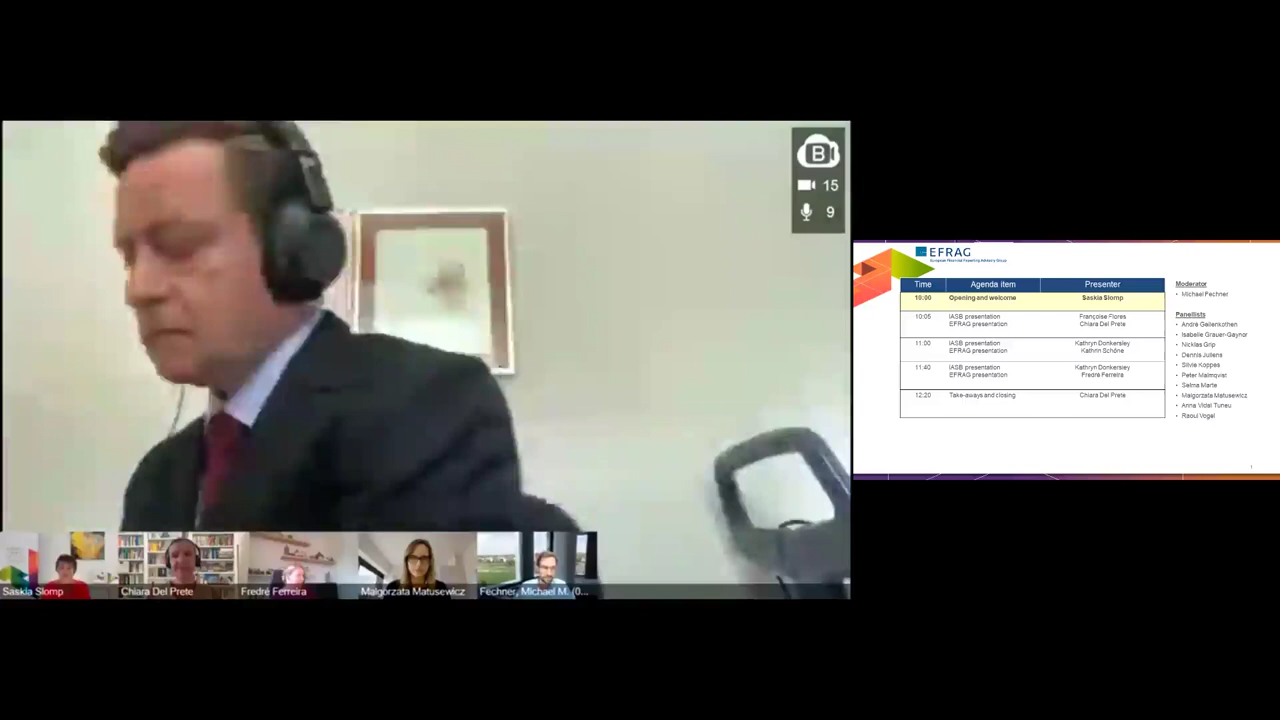 B
15
9
Saskia Slomp
Chiara Del Prete
Fredré Ferreira
Malgorzata Matusewicz
Fechner, Michael M. (0...
EFRAG
European Financial Reporting Advisory Group
Time Agenda item Presenter
10:00 Opening and welcome Saskia Slomp
10:05 IASB presentation Françoise Flores
EFRAG presentation Chiara Del Prete
11:00 IASB presentation Kathryn Donkersley
EFRAG presentation Kathrin Schöne
11:40 IASB presentation Kathryn Donkersley
EFRAG presentation Fredré Ferreira
12:20 Take-aways and closing Chiara Del Prete
Moderator
• Michael Fechner
Panellists
• André Geilenkothen
• Isabelle Grauer-Gaynor
• Nicklas Grip
• Dennis Jullens
• Silvie Koppes
• Peter Malmqvist
• Selma Marte
• Malgorzata Matusewicz
• Anna Vidal Tuneu
• Raoul Vogel
1